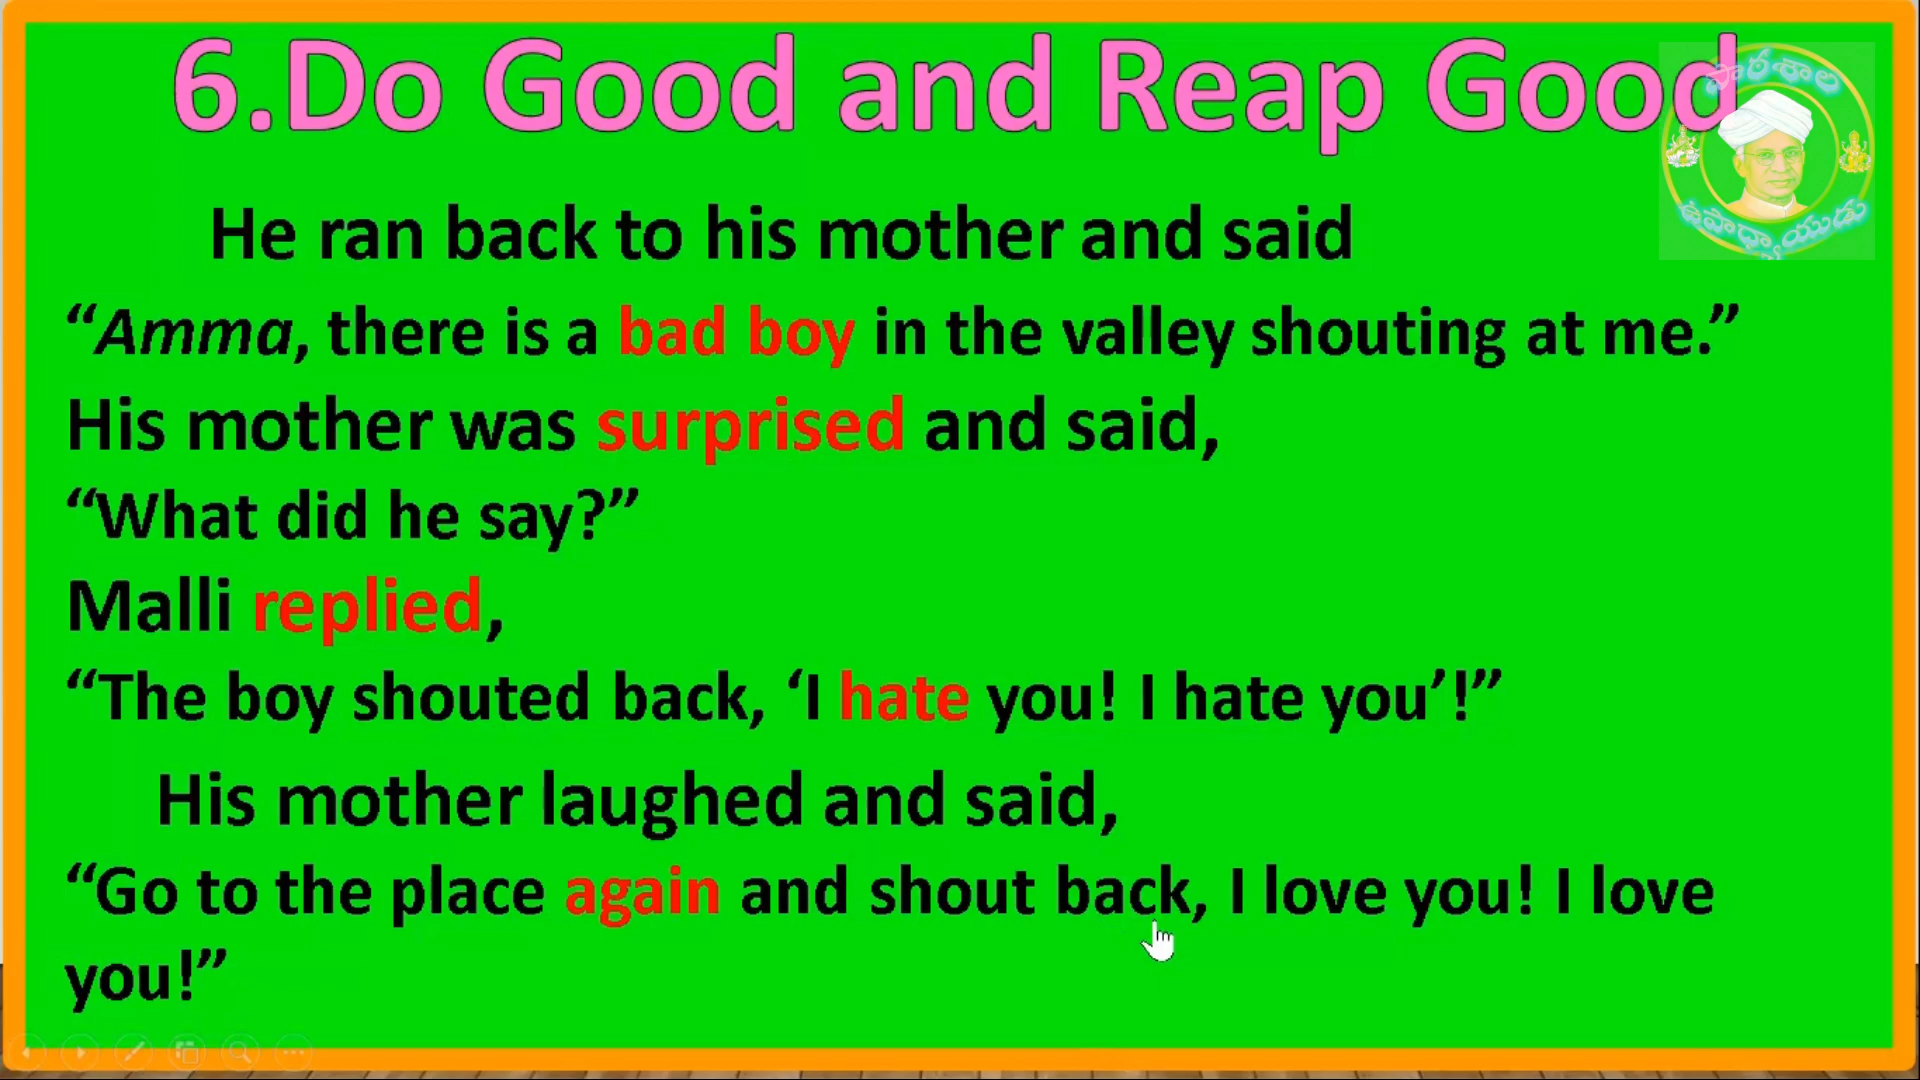 6.Do Good and Reap Good
పాఠశాల
ఉపాధ్యాయుడు
He ran back to his mother and said
“Amma, there is a bad boy in the valley shouting at me.”
His mother was surprised and said,
“What did he say?”
Malli replied,
“The boy shouted back, ‘I hate you! I hate you’!”
His mother laughed and said,
“Go to the place again and shout back, I love you! I love
you!”